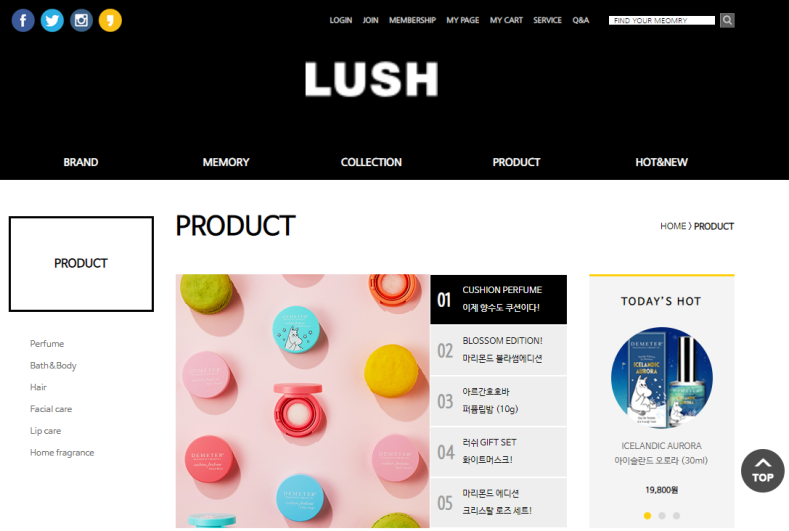 LOGIN JOIN MEMBERSHIP MY PAGE MY CART SERVICE Q&A FIND YOUR MEOMRY
LUSH
BRAND MEMORY COLLECTION PRODUCT HOT&NEW
PRODUCT
Perfume
Bath&Body
Hair
Facial care
Lip care
Home fragrance
PRODUCT
HOME 〉PRODUCT
DEMETER
DEMETER
01 CUSHION PERFUME
이제 향수도 쿠션이다!
02 BLOSSOM EDITION!
마리몬드 블라썸에디션
03 아르간호호바
퍼퓸립밤 (10g)
04 러쉬 GIFT SET
화이트머스크!
05 마리몬드 에디션
크리스탈 로즈 세트!
TODAY'S HOT
DEMETER
ICELANDIC
AURORA
ICELANDIC AURORA
아이슬란드 오로라 (30ml)
19,800원
TOP